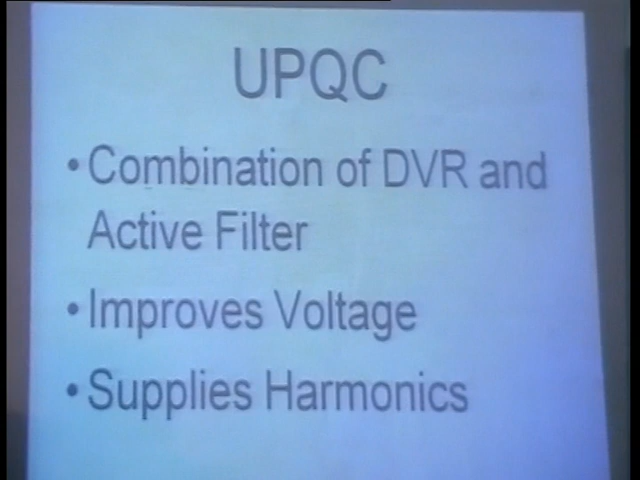 UPQC
• Combination of DVR and
Active Filter
• Improves Voltage
• Supplies Harmonics